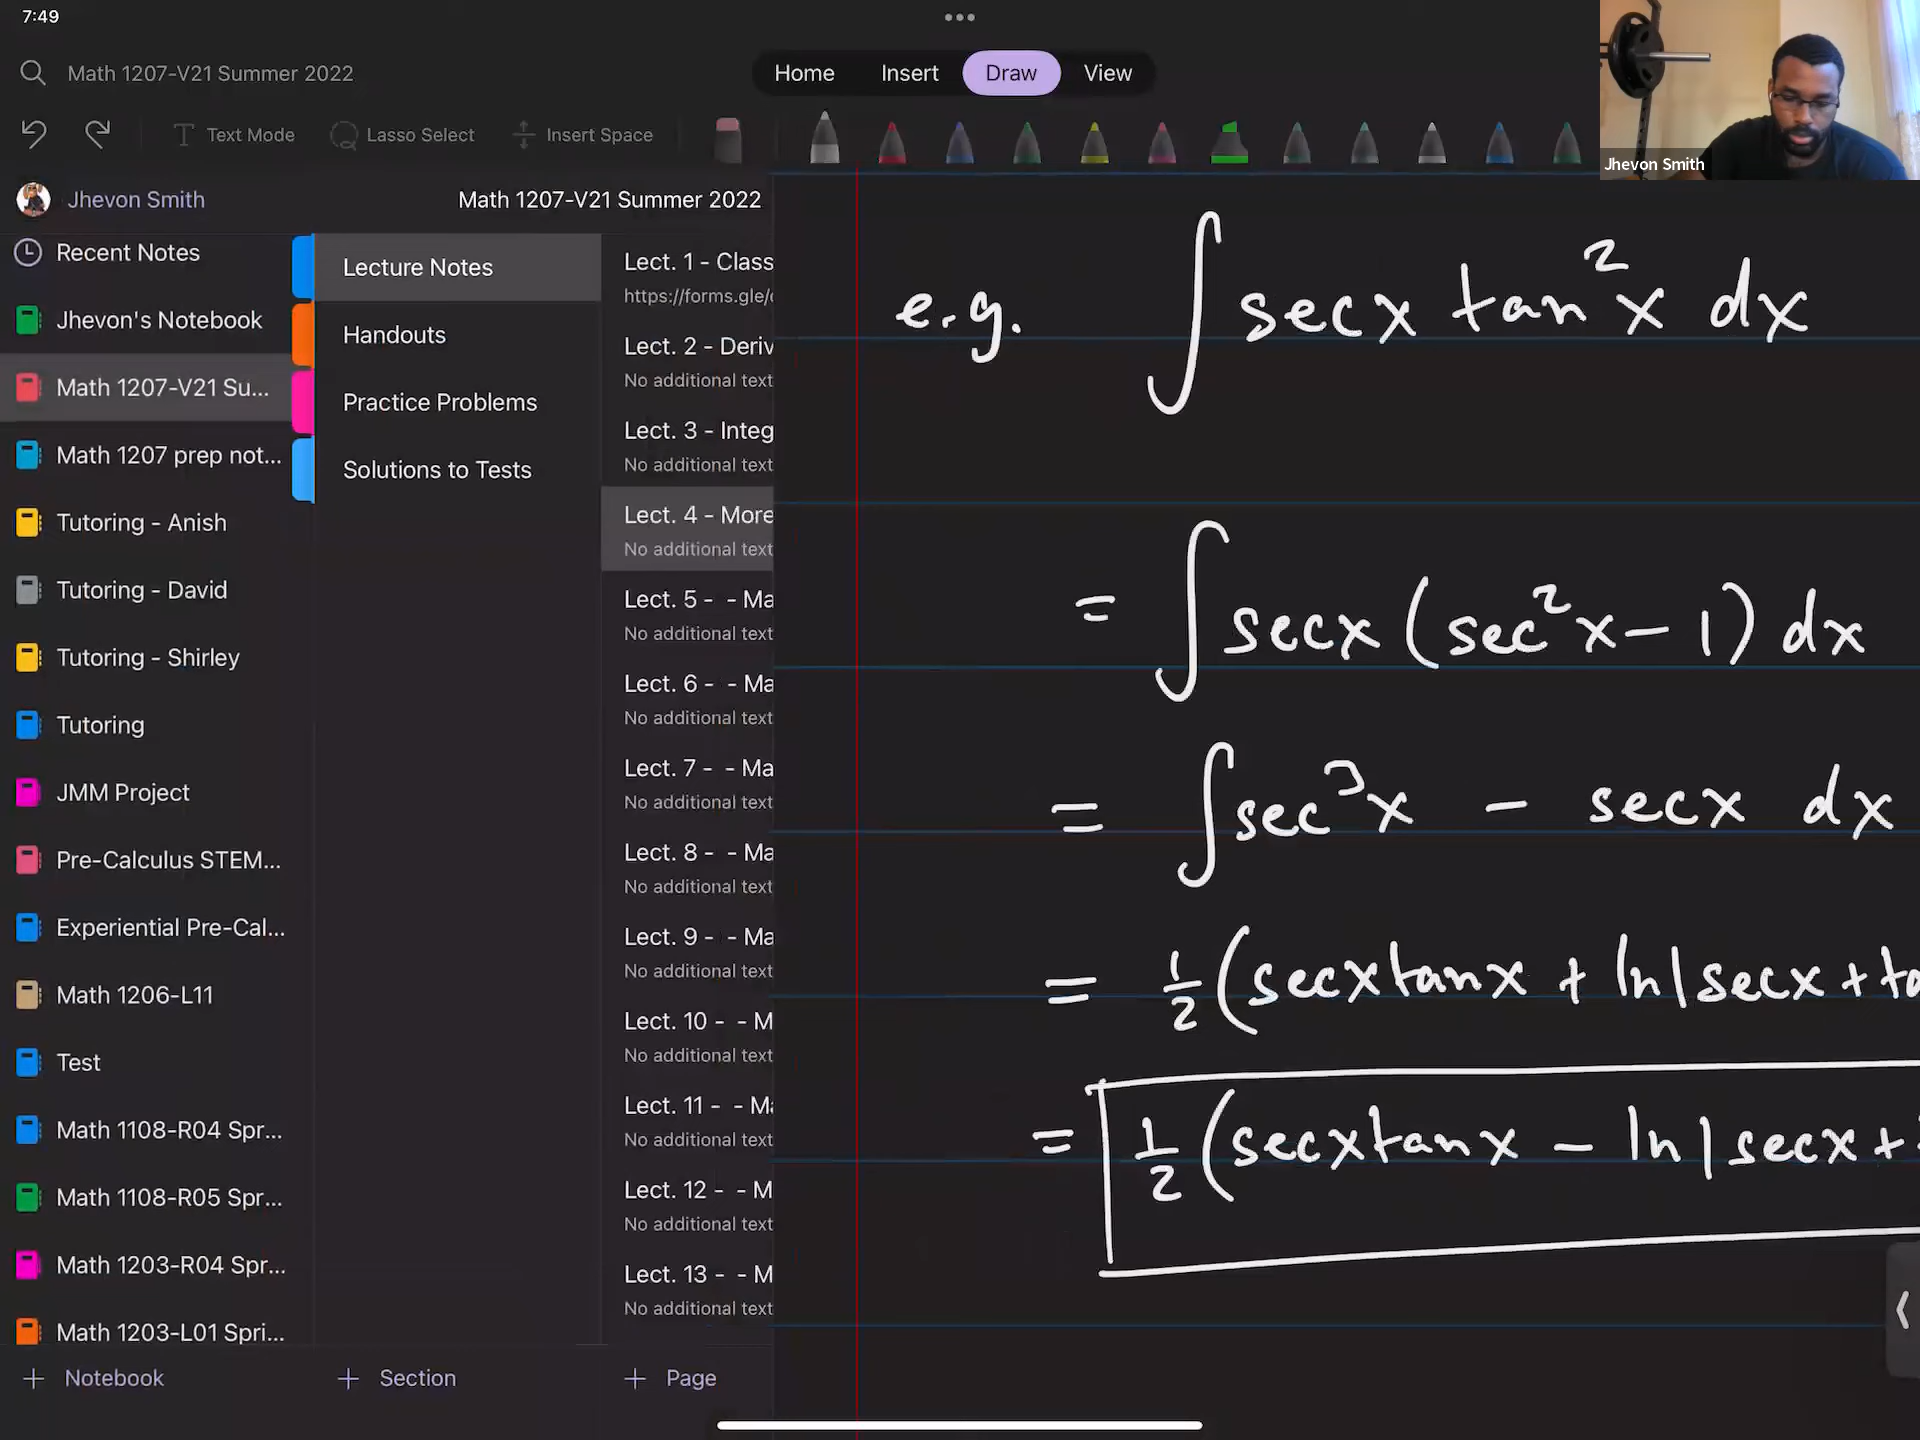 7:49
Math 1207-V21 Summer 2022
Home Insert Draw View
Text Mode Lasso Select Insert Space
Jhevon Smith
Jhevon Smith
Math 1207-V21 Summer 2022
Recent Notes
Jhevon's Notebook
Math 1207-V21 Su...
Math 1207 prep not...
Tutoring - Anish
Tutoring - David
Tutoring - Shirley
Tutoring
JMM Project
Pre-Calculus STEM...
Experiential Pre-Cal...
Math 1206-L11
Test
Math 1108-R04 Spr...
Math 1108-R05 Spr...
Math 1203-R04 Spr...
Math 1203-L01 Spri...
Notebook
Lecture Notes
Handouts
Practice Problems
Solutions to Tests
Section
Lect. 1 - Class
https://forms.gle/
Lect. 2 - Deriv
No additional text
Lect. 3 - Integ
No additional text
Lect. 4 - More
No additional text
Lect. 5 - - Ma
No additional text
Lect. 6 - - Ma
No additional text
Lect. 7 - - Ma
No additional text
Lect. 8 - - Ma
No additional text
Lect. 9 - - Ma
No additional text
Lect. 10 - - M
No additional text
Lect. 11 - - Ma
No additional text
Lect. 12 - - M
No additional text
Lect. 13 - - M
No additional text
Page
e.g. ∫ secx tan²x dx
= ∫ secx (sec²x - 1) dx
= ∫ sec³x - secx dx
= 1/2 (secxtanx + ln|secx + ta
= 1/2 (secxtanx - ln|secx +